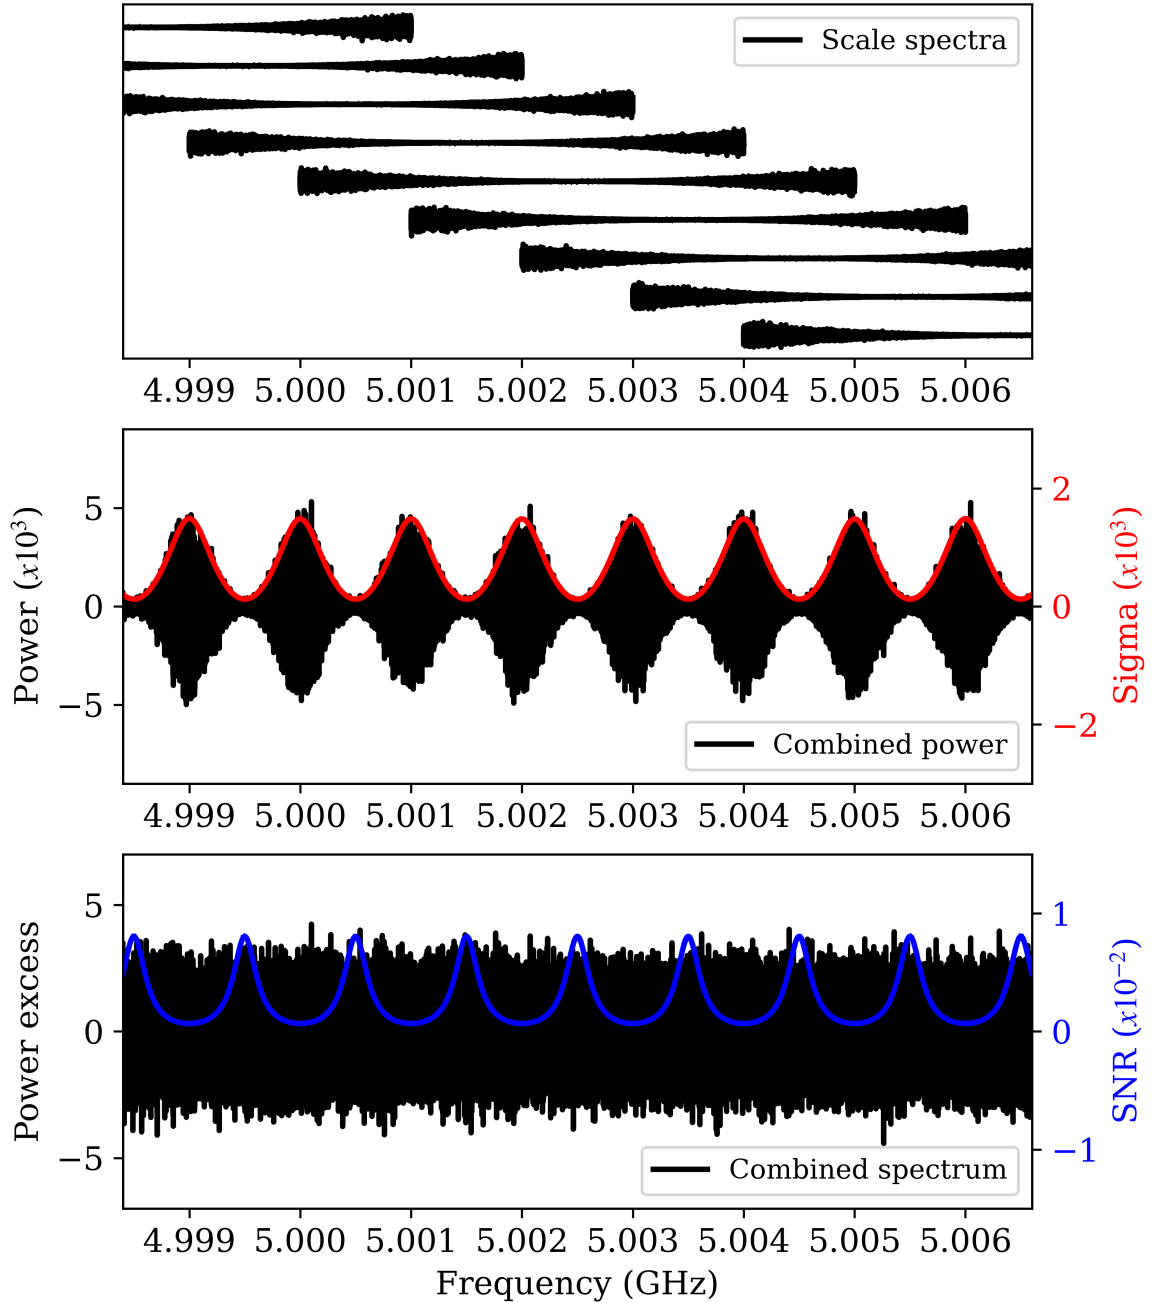 Scale spectra
4.999 5.000 5.001 5.002 5.003 5.004 5.005 5.006
Power (x10³)
5
0
−5
2
0
−2
Sigma (x10³)
Combined power
4.999 5.000 5.001 5.002 5.003 5.004 5.005 5.006
Power excess
5
0
−5
1
0
−1
SNR (x10⁻²)
Combined spectrum
4.999 5.000 5.001 5.002 5.003 5.004 5.005 5.006
Frequency (GHz)